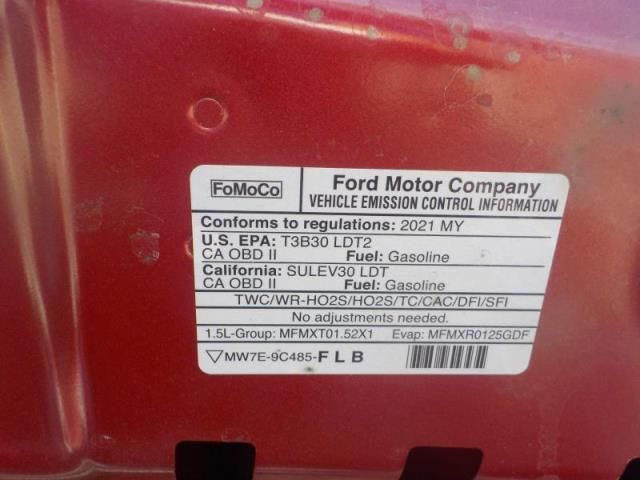 FoMoCo
Ford Motor Company
VEHICLE EMISSION CONTROL INFORMATION
Conforms to regulations: 2021 MY
U.S. EPA: T3B30 LDT2
CA OBD II Fuel: Gasoline
California: SULEV30 LDT
CA OBD II Fuel: Gasoline
TWC/WR-HO2S/HO2S/TC/CAC/DFI/SFI
No adjustments needed.
1.5L-Group: MFMXT01.52X1 Evap: MFMXR0125GDF
MW7E-9C485-F L B